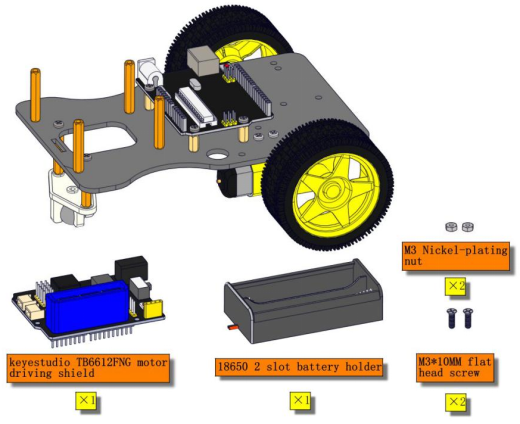 M3 Nickel-plating
nut
×2
keyestudio TB6612FNG motor
driving shield
×1
18650 2 slot battery holder
×1
M3*10MM flat
head screw
×2